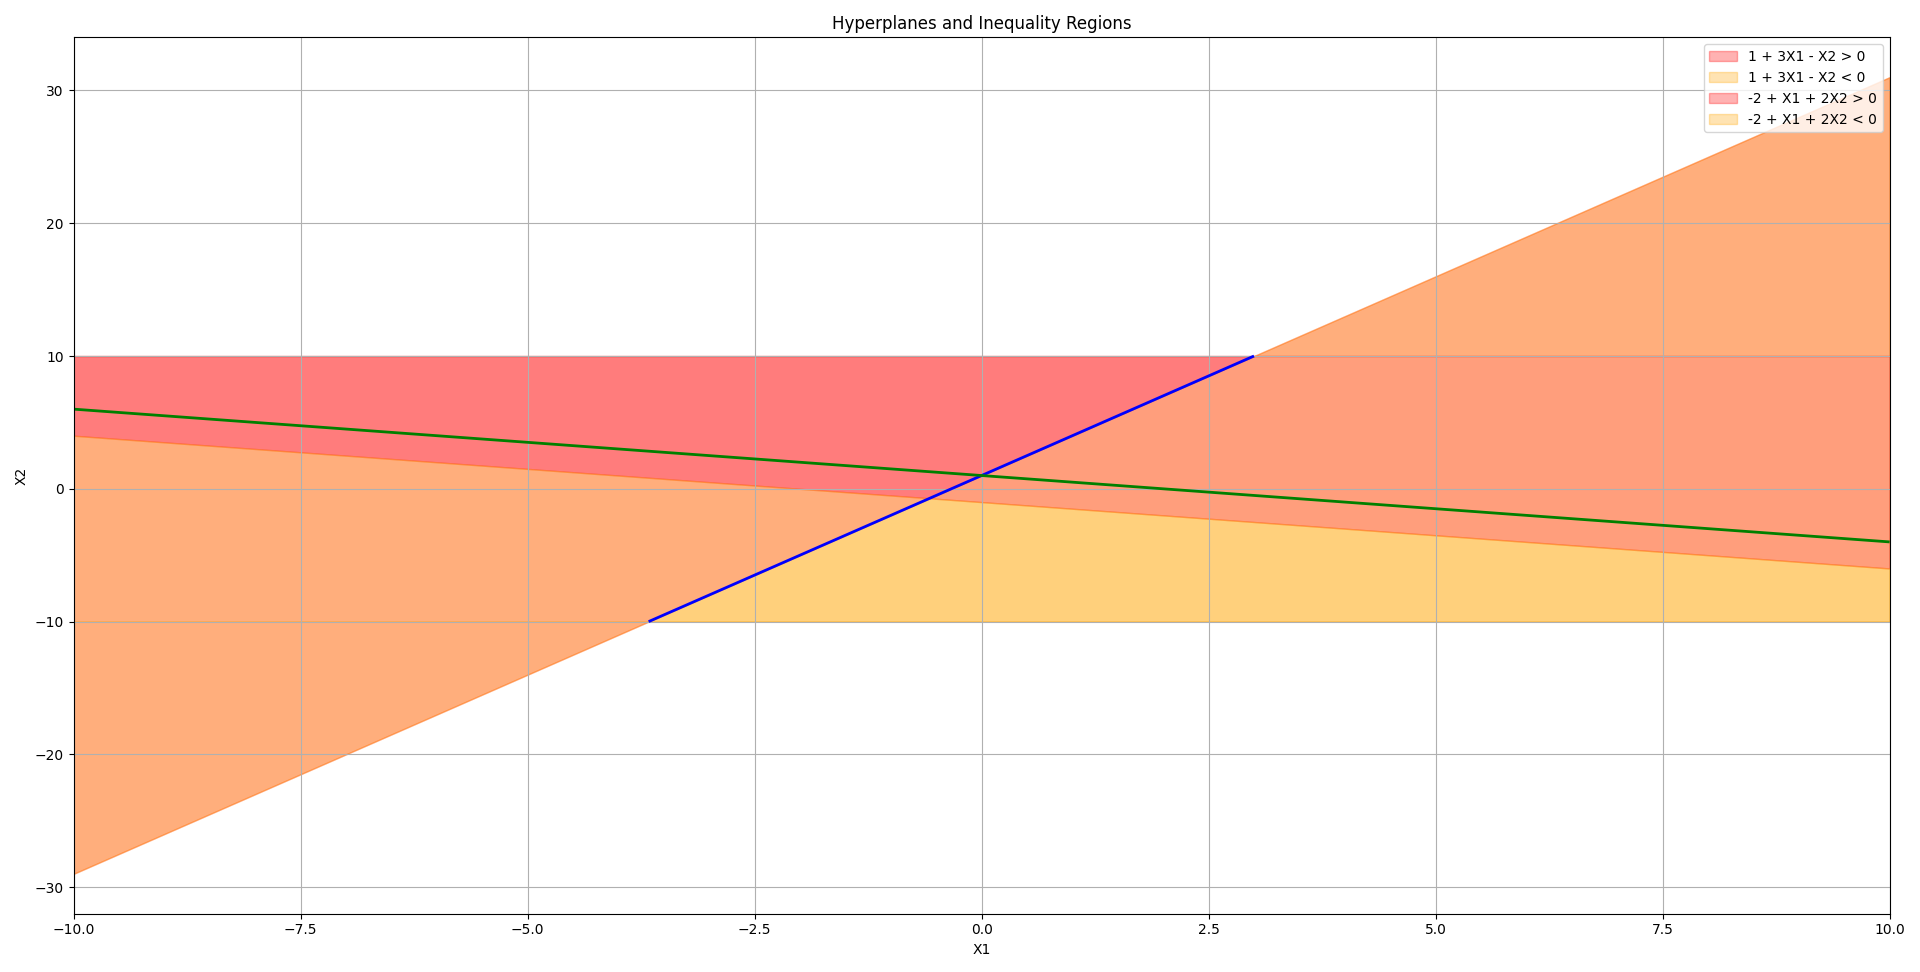 Hyperplanes and Inequality Regions
1 + 3X1 - X2 > 0
1 + 3X1 - X2 < 0
-2 + X1 + 2X2 > 0
-2 + X1 + 2X2 < 0
30
20
10
0
−10
−20
−30
X2
−10.0 −7.5 −5.0 −2.5 0.0 2.5 5.0 7.5 10.0
X1